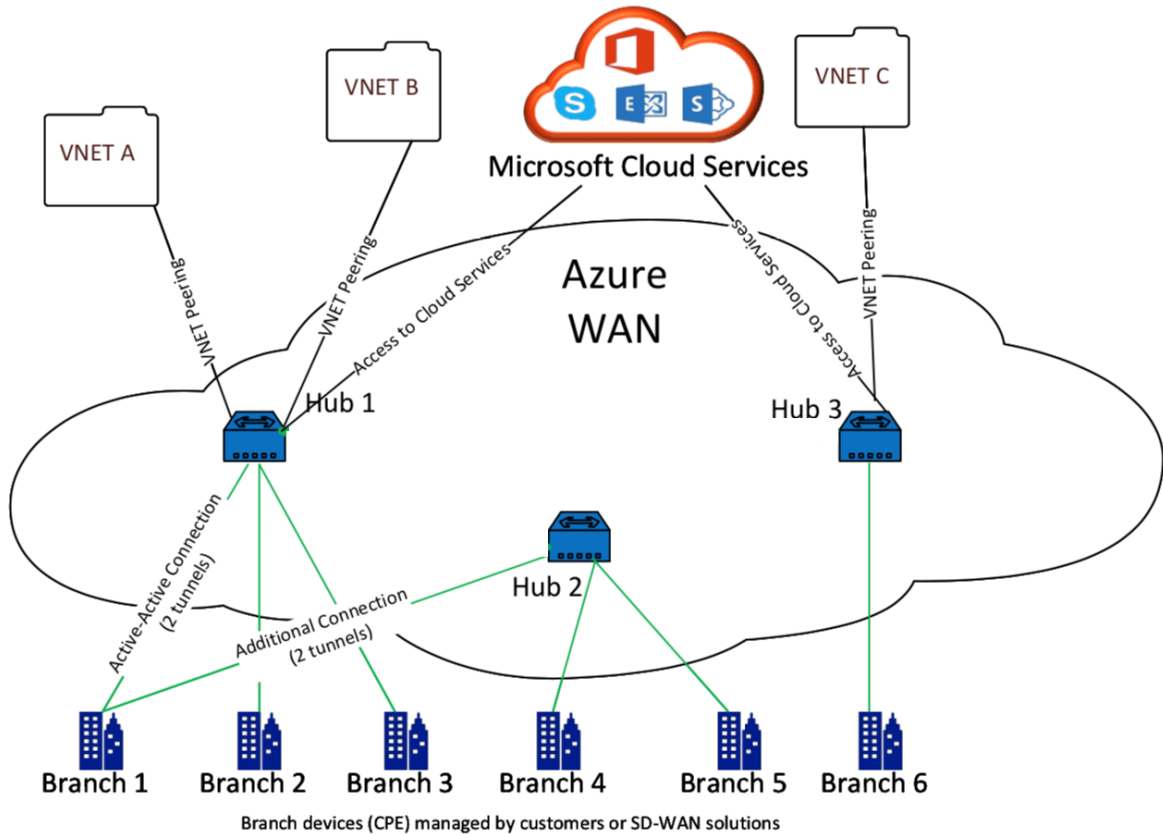 VNET A
VNET B
VNET C
E
S
S
Microsoft Cloud Services
VNET Peering
VNET Peering
Access to Cloud Services
Access to Cloud Services
VNET Peering
Azure
WAN
Hub 1
Hub 3
Hub 2
Active-Active Connection
(2 tunnels)
Additional Connection
(2 tunnels)
Branch 1
Branch 2
Branch 3
Branch 4
Branch 5
Branch 6
Branch devices (CPE) managed by customers or SD-WAN solutions